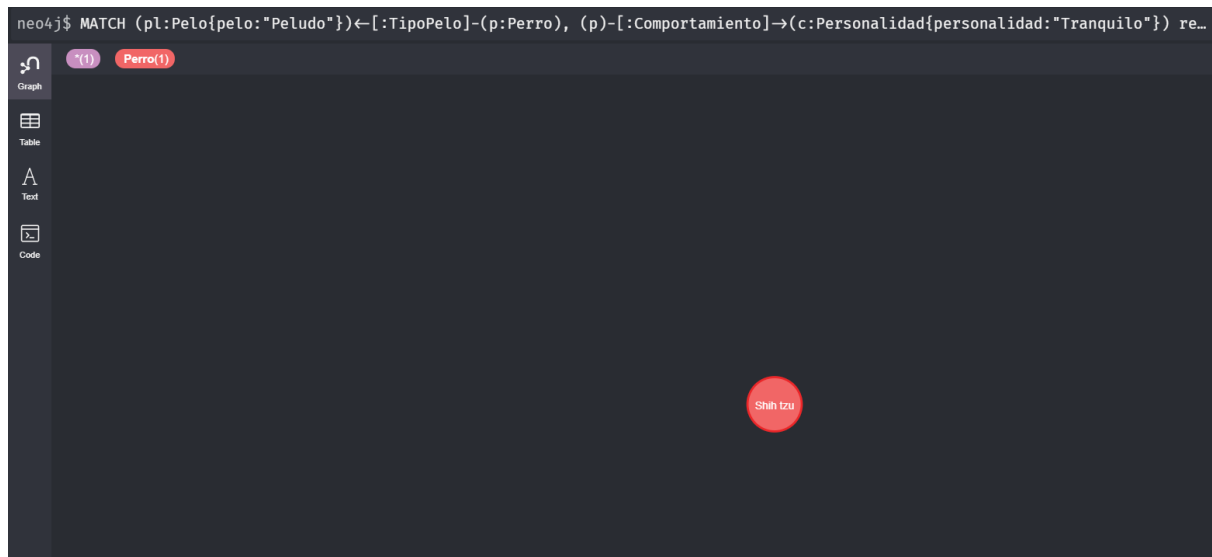 neo4j$ MATCH (pl:Pelo{pelo:"Peludo"})←[:TipoPelo]-(p:Perro), (p)-[:Comportamiento]→(c:Personalidad{personalidad:"Tranquilo"}) re…
*(1) Perro(1)
Graph
Table
A
Text
Code
Shih tzu